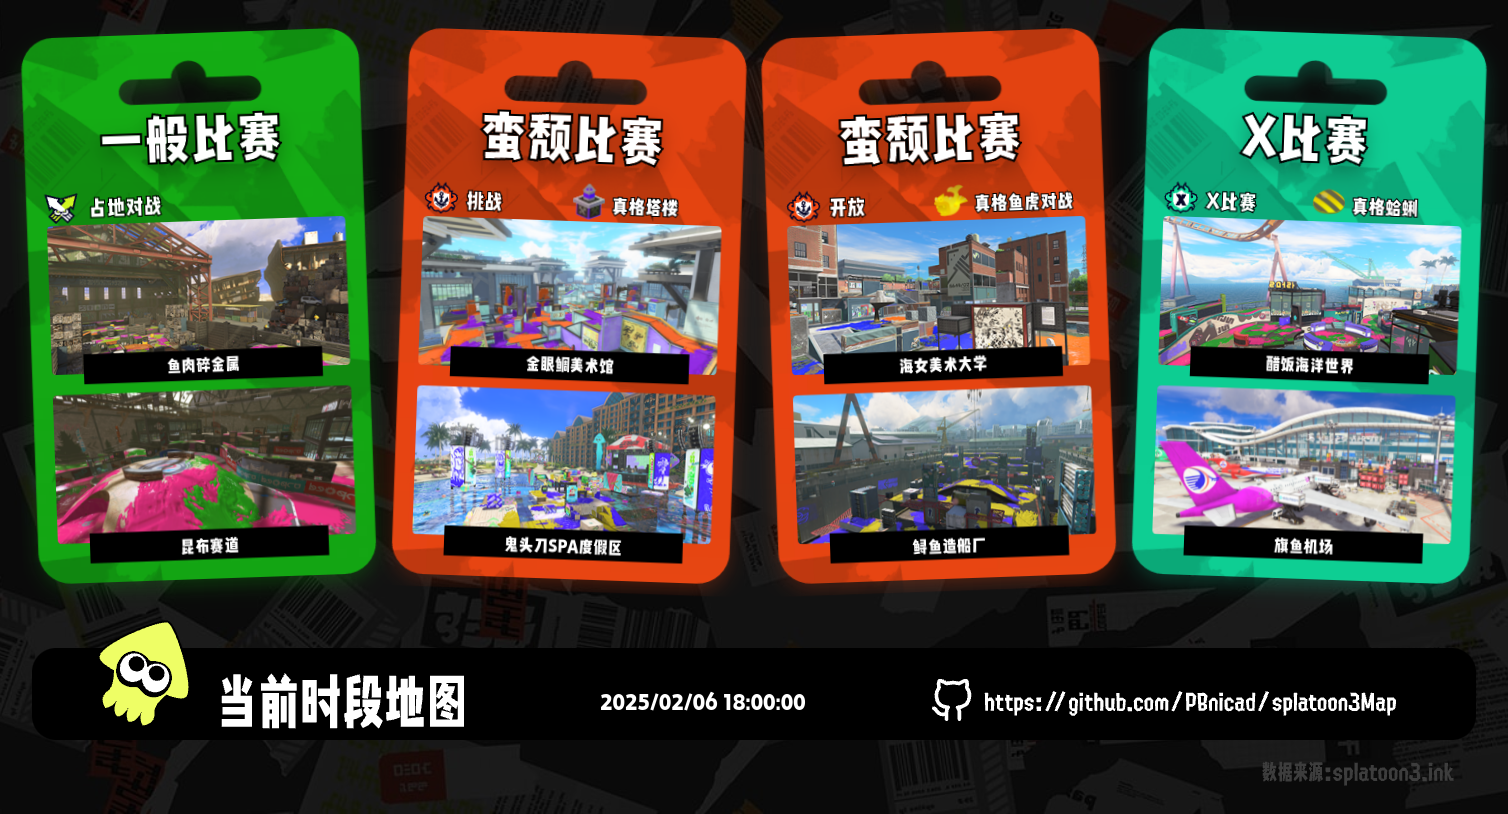 一般比赛
占地对战
鱼肉碎金属
昆布赛道
蛮颓比赛
挑战
真格塔楼
金眼鲷美术馆
鬼头刀SPA度假区
蛮颓比赛
开放
真格鱼虎对战
海女美术大学
鲟鱼造船厂
X比赛
X比赛
真格蛤蜊
醋饭海洋世界
旗鱼机场
当前时段地图
2025/02/06 18:00:00
https://github.com/PBnicad/splatoon3Map
数据来源:splatoon3.ink